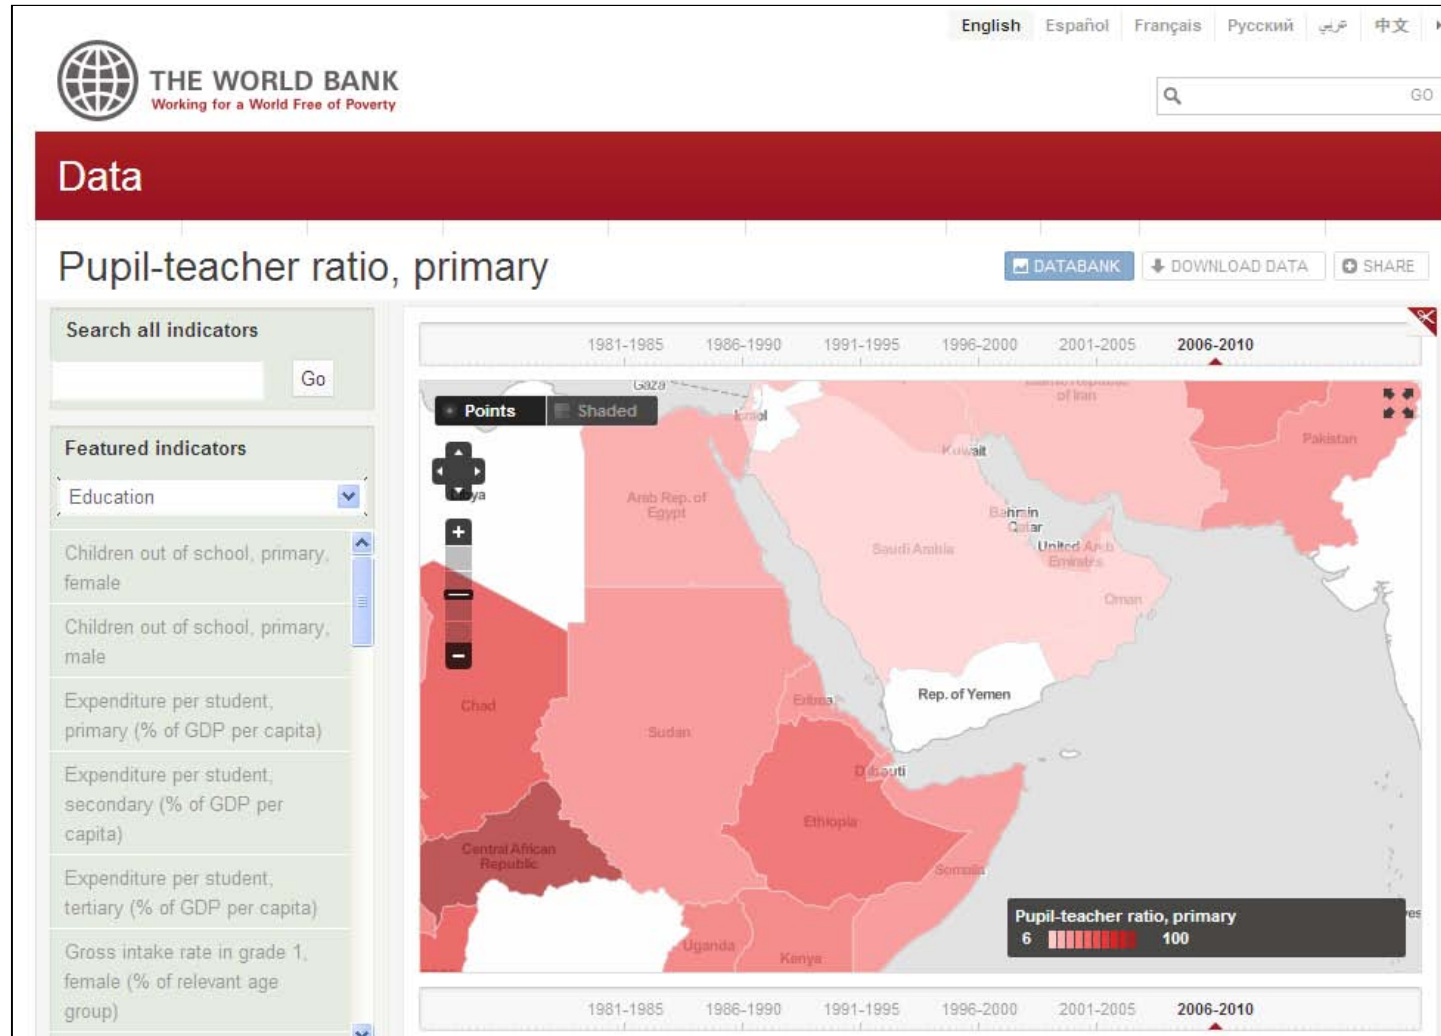 English Español Français Русский عربي 中文
THE WORLD BANK
Working for a World Free of Poverty
GO
Data
Pupil-teacher ratio, primary
DATABANK DOWNLOAD DATA SHARE
Search all indicators
Go
Featured indicators
Education
Children out of school, primary,
female
Children out of school, primary,
male
Expenditure per student,
primary (% of GDP per capita)
Expenditure per student,
secondary (% of GDP per
capita)
Expenditure per student,
tertiary (% of GDP per capita)
Gross intake rate in grade 1,
female (% of relevant age
group)
1981-1985 1986-1990 1991-1995 1996-2000 2001-2005 2006-2010
Gaza
Islamic Republic
of Iran
Points Shaded
Israel
Pakistan
Kuwait
Libya
Arab Rep. of
Egypt
Bahrain
Qatar
Saudi Arabia
United Arab
Emirates
Oman
Rep. of Yemen
Chad
Eritrea
Sudan
Djibouti
Ethiopia
Central African
Republic
Somalia
Uganda
Kenya
Pupil-teacher ratio, primary
6 100
1981-1985 1986-1990 1991-1995 1996-2000 2001-2005 2006-2010